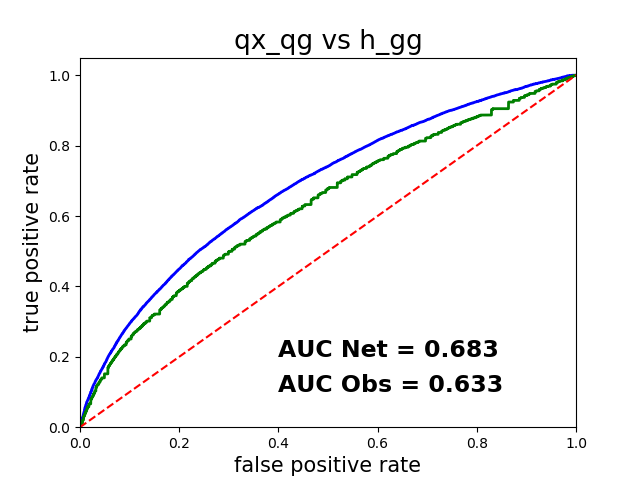 qx_qg vs h_gg
true positive rate
1.0
0.8
0.6
0.4
0.2
0.0
AUC Net = 0.683
AUC Obs = 0.633
0.0 0.2 0.4 0.6 0.8 1.0
false positive rate